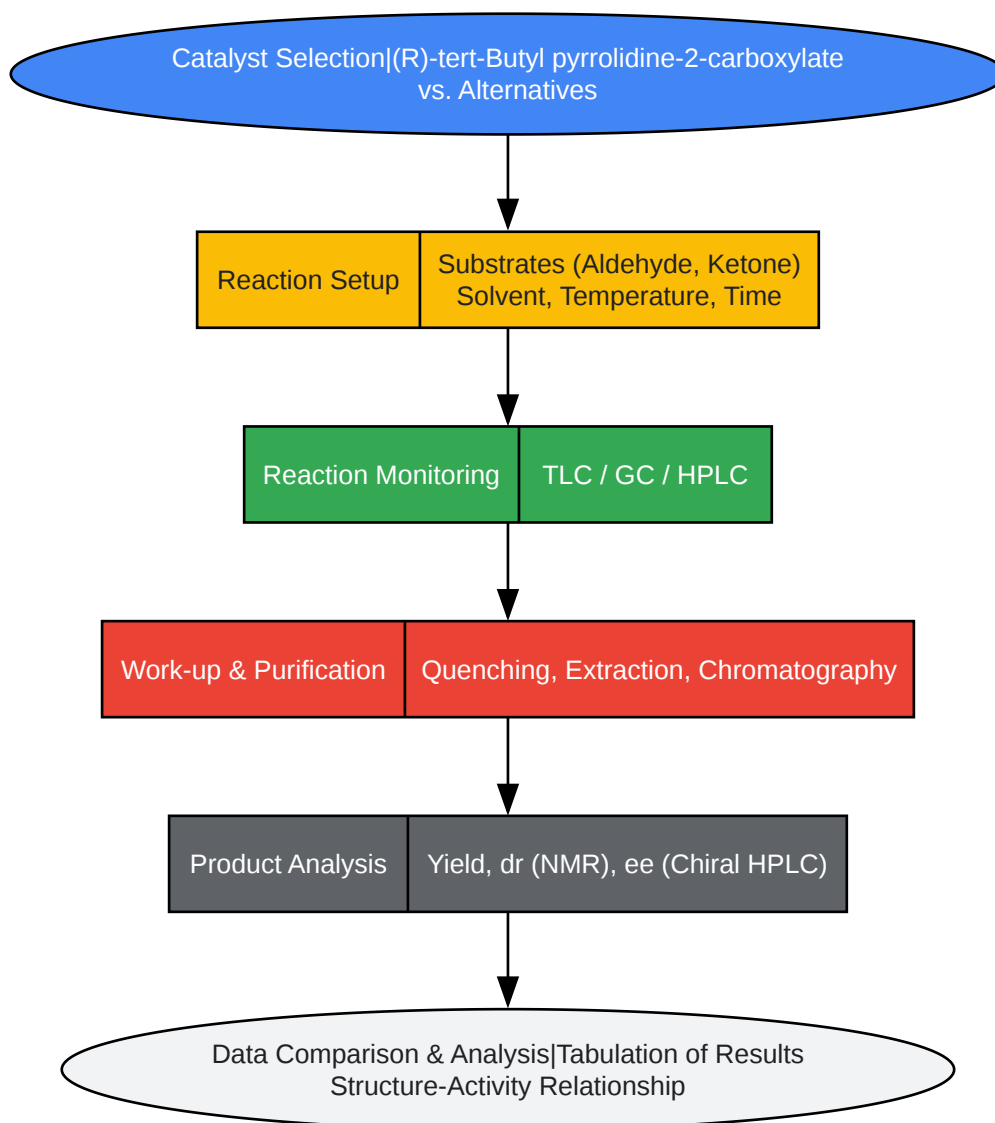 Catalyst Selection|(R)-tert-Butyl pyrrolidine-2-carboxylate
vs. Alternatives
Reaction Setup
Substrates (Aldehyde, Ketone)
Solvent, Temperature, Time
Reaction Monitoring
TLC / GC / HPLC
Work-up & Purification
Quenching, Extraction, Chromatography
Product Analysis
Yield, dr (NMR), ee (Chiral HPLC)
Data Comparison & Analysis|Tabulation of Results
Structure-Activity Relationship